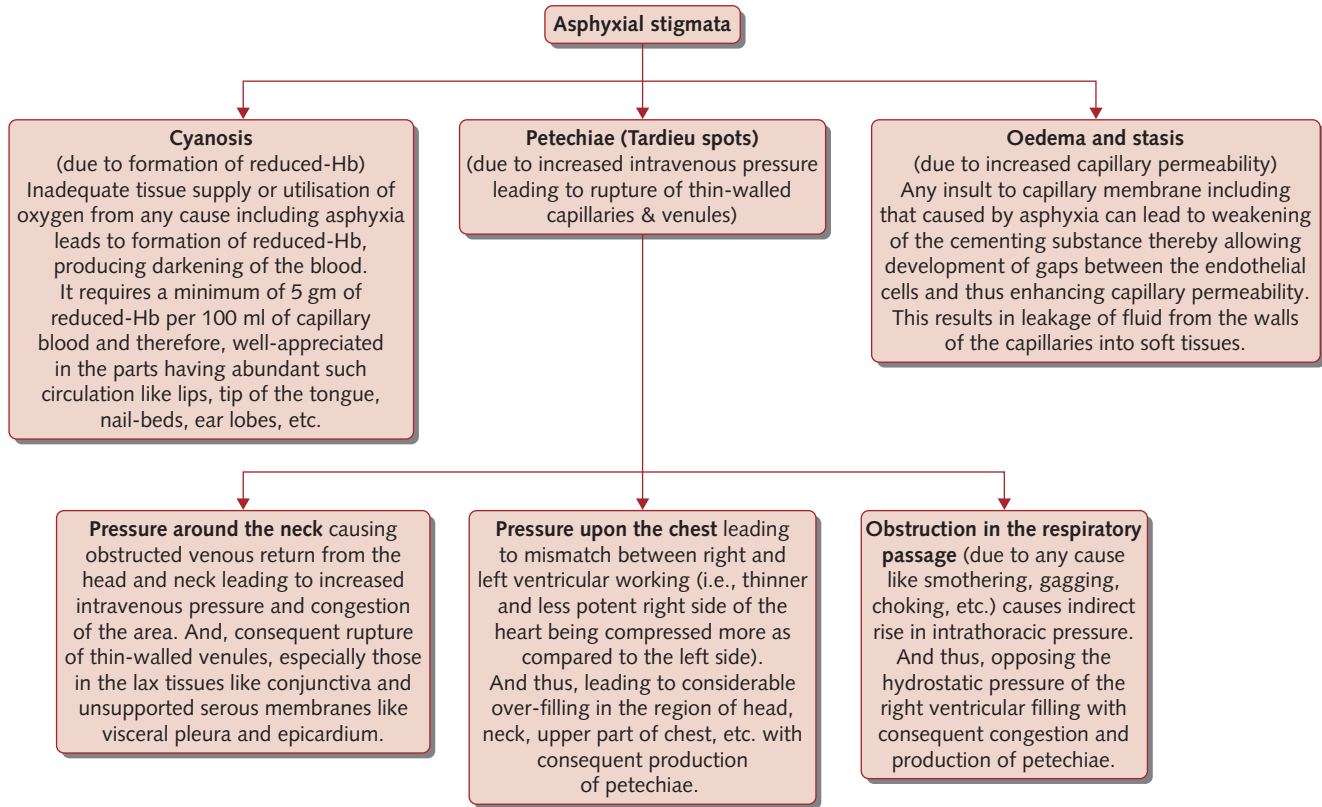 Asphyxial stigmata
Cyanosis
(due to formation of reduced-Hb)
Inadequate tissue supply or utilisation of
oxygen from any cause including asphyxia
leads to formation of reduced-Hb,
producing darkening of the blood.
It requires a minimum of 5 gm of
reduced-Hb per 100 ml of capillary
blood and therefore, well-appreciated
in the parts having abundant such
circulation like lips, tip of the tongue,
nail-beds, ear lobes, etc.
Petechiae (Tardieu spots)
(due to increased intravenous pressure
leading to rupture of thin-walled
capillaries & venules)
Oedema and stasis
(due to increased capillary permeability)
Any insult to capillary membrane including
that caused by asphyxia can lead to weakening
of the cementing substance thereby allowing
development of gaps between the endothelial
cells and thus enhancing capillary permeability.
This results in leakage of fluid from the walls
of the capillaries into soft tissues.
Pressure around the neck causing
obstructed venous return from the
head and neck leading to increased
intravenous pressure and congestion
of the area. And, consequent rupture
of thin-walled venules, especially those
in the lax tissues like conjunctiva and
unsupported serous membranes like
visceral pleura and epicardium.
Pressure upon the chest leading
to mismatch between right and
left ventricular working (i.e., thinner
and less potent right side of the
heart being compressed more as
compared to the left side).
And thus, leading to considerable
over-filling in the region of head,
neck, upper part of chest, etc. with
consequent production
of petechiae.
Obstruction in the respiratory
passage (due to any cause
like smothering, gagging,
choking, etc.) causes indirect
rise in intrathoracic pressure.
And thus, opposing the
hydrostatic pressure of the
right ventricular filling with
consequent congestion and
production of petechiae.